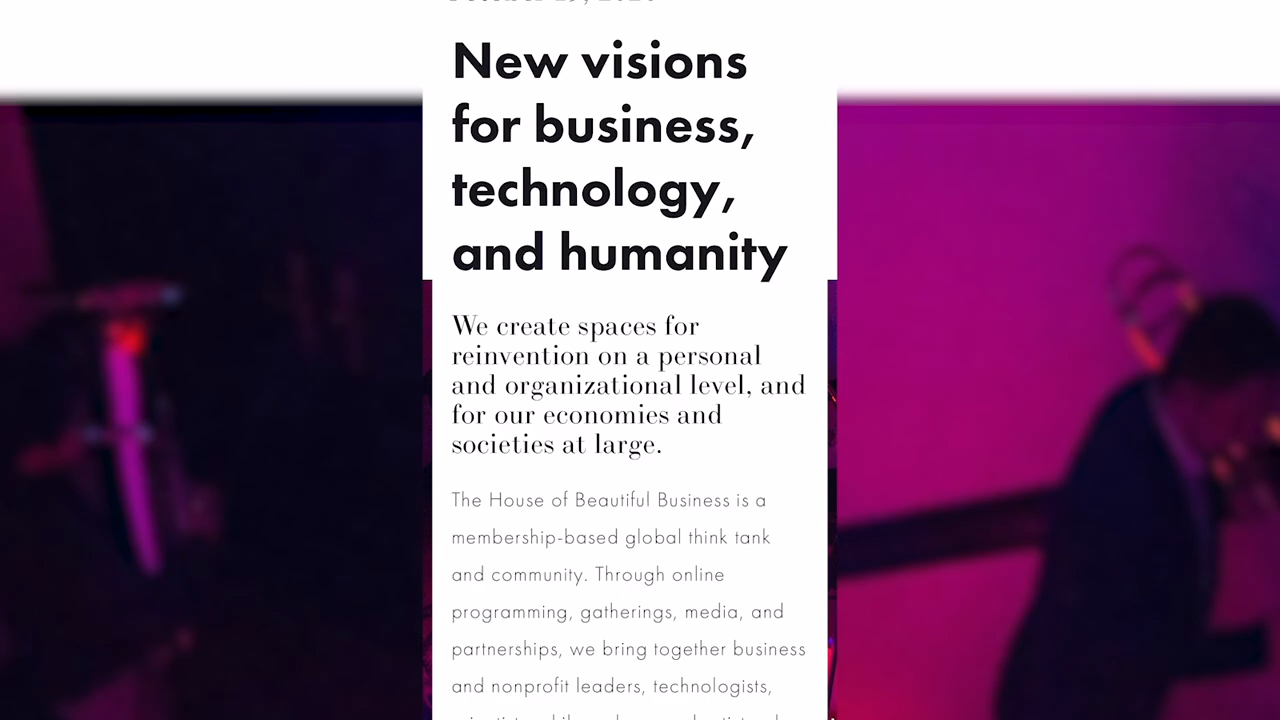 New visions
for business,
technology,
and humanity
We create spaces for
reinvention on a personal
and organizational level, and
for our economies and
societies at large.
The House of Beautiful Business is a
membership-based global think tank
and community. Through online
programming, gatherings, media, and
partnerships, we bring together business
and nonprofit leaders, technologists,